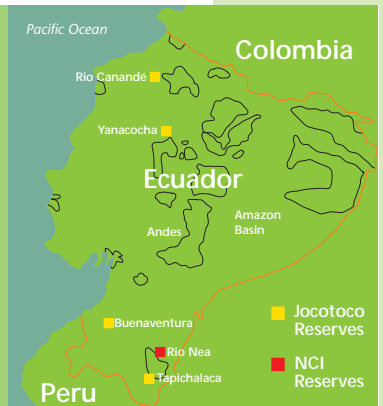 Pacific Ocean
Colombia
Rio Canandé
Yanacocha
Ecuador
Andes
Amazon
Basin
Buenaventura
Rio Nea
Tapichalaca
Jocotoco
Reserves
NCI
Reserves
Peru